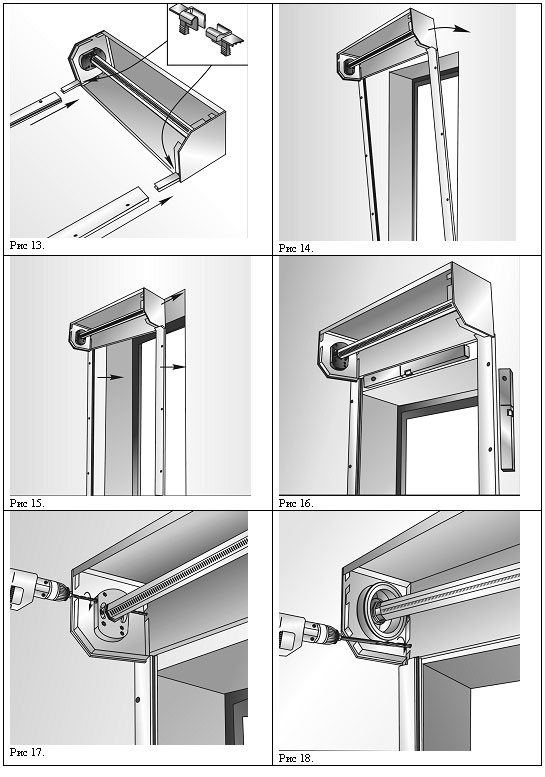 Рис 13.
Рис 14.
Рис 15.
Рис 16.
Рис 17.
Рис 18.